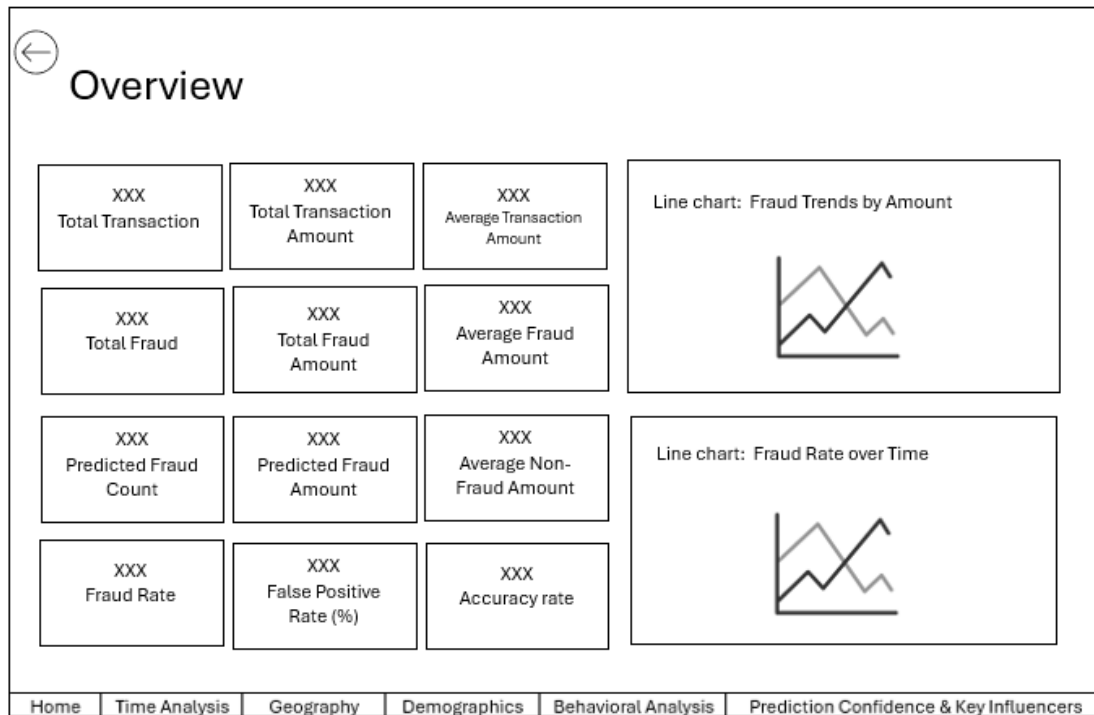 Overview
XXX
Total Transaction
XXX
Total Transaction
Amount
XXX
Average Transaction
Amount
Line chart: Fraud Trends by Amount
XXX
Total Fraud
XXX
Total Fraud
Amount
XXX
Average Fraud
Amount
XXX
Predicted Fraud
Count
XXX
Predicted Fraud
Amount
XXX
Average Non-
Fraud Amount
Line chart: Fraud Rate over Time
XXX
Fraud Rate
XXX
False Positive
Rate (%)
XXX
Accuracy rate
Home
Time Analysis
Geography
Demographics
Behavioral Analysis
Prediction Confidence & Key Influencers